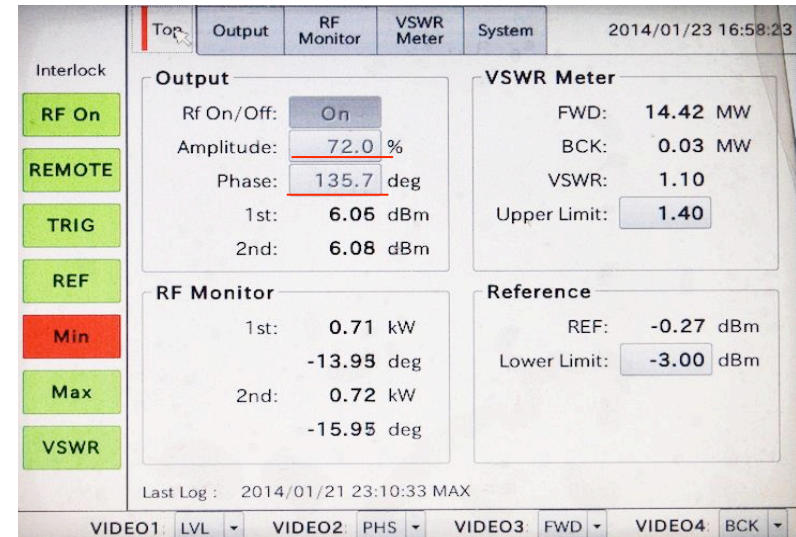 Top Output RF Monitor VSWR Meter System 2014/01/23 16:58:23
Interlock
RF On
REMOTE
TRIG
REF
Min
Max
VSWR
Output
Rf On/Off: On
Amplitude: 72.0 %
Phase: 135.7 deg
1st: 6.05 dBm
2nd: 6.08 dBm
VSWR Meter
FWD: 14.42 MW
BCK: 0.03 MW
VSWR: 1.10
Upper Limit: 1.40
RF Monitor
1st: 0.71 kW
-13.95 deg
2nd: 0.72 kW
-15.95 deg
Reference
REF: -0.27 dBm
Lower Limit: -3.00 dBm
Last Log : 2014/01/21 23:10:33 MAX
VIDEO1: LVL VIDEO2: PHS VIDEO3: FWD VIDEO4: BCK